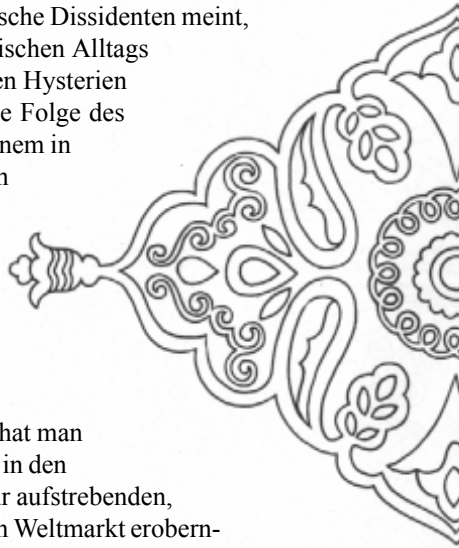 sche Dissidenten meint,
ischen Alltags
en Hysterien
e Folge des
nem in
n
hat man
in den
r aufstrebenden,
n Weltmarkt erobern-